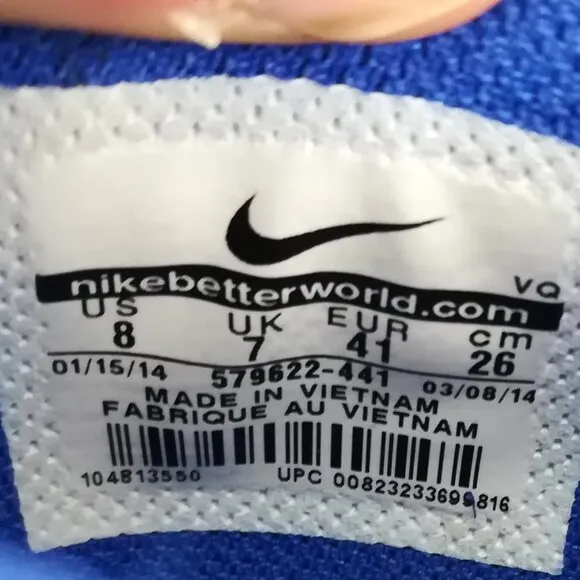 nikebetterworld.com VQ
US UK EUR cm
8 7 41 26
01/15/14 579622-441 03/08/14
MADE IN VIETNAM
FABRIQUE AU VIETNAM
104813550 UPC 00823233699816